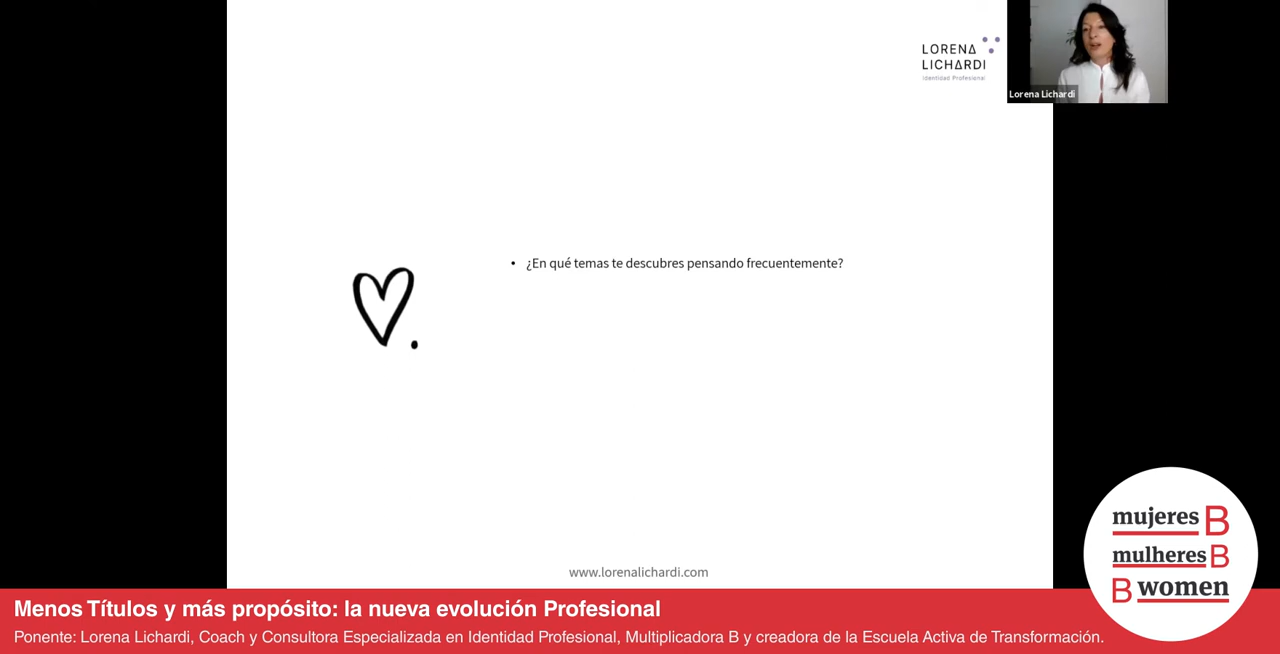 LORENA
LICHARDI
Identidad Profesional
Lorena Lichardi
• ¿En qué temas te descubres pensando frecuentemente?
www.lorenalichardi.com
mujeres B
mulheres B
B women
Menos Títulos y más propósito: la nueva evolución Profesional
Ponente: Lorena Lichardi, Coach y Consultora Especializada en Identidad Profesional, Multiplicadora B y creadora de la Escuela Activa de Transformación.